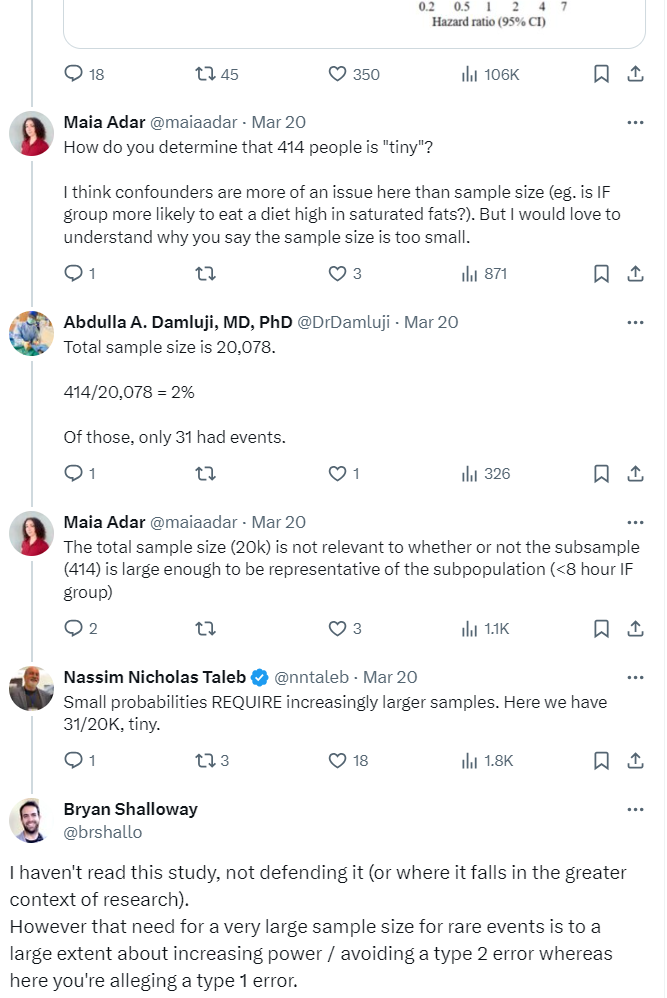 0.2 0.5 1 2 4 7
Hazard ratio (95% CI)
18 45 350 106K
Maia Adar @maiaadar · Mar 20
How do you determine that 414 people is "tiny"?
I think confounders are more of an issue here than sample size (eg. is IF
group more likely to eat a diet high in saturated fats?). But I would love to
understand why you say the sample size is too small.
1 3 871
Abdulla A. Damluji, MD, PhD @DrDamluji · Mar 20
Total sample size is 20,078.
414/20,078 = 2%
Of those, only 31 had events.
1 1 326
Maia Adar @maiaadar · Mar 20
The total sample size (20k) is not relevant to whether or not the subsample
(414) is large enough to be representative of the subpopulation (<8 hour IF
group)
2 3 1.1K
Nassim Nicholas Taleb @nntaleb · Mar 20
Small probabilities REQUIRE increasingly larger samples. Here we have
31/20K, tiny.
1 3 18 1.8K
Bryan Shalloway
@brshallo
I haven't read this study, not defending it (or where it falls in the greater
context of research).
However that need for a very large sample size for rare events is to a
large extent about increasing power / avoiding a type 2 error whereas
here you're alleging a type 1 error.